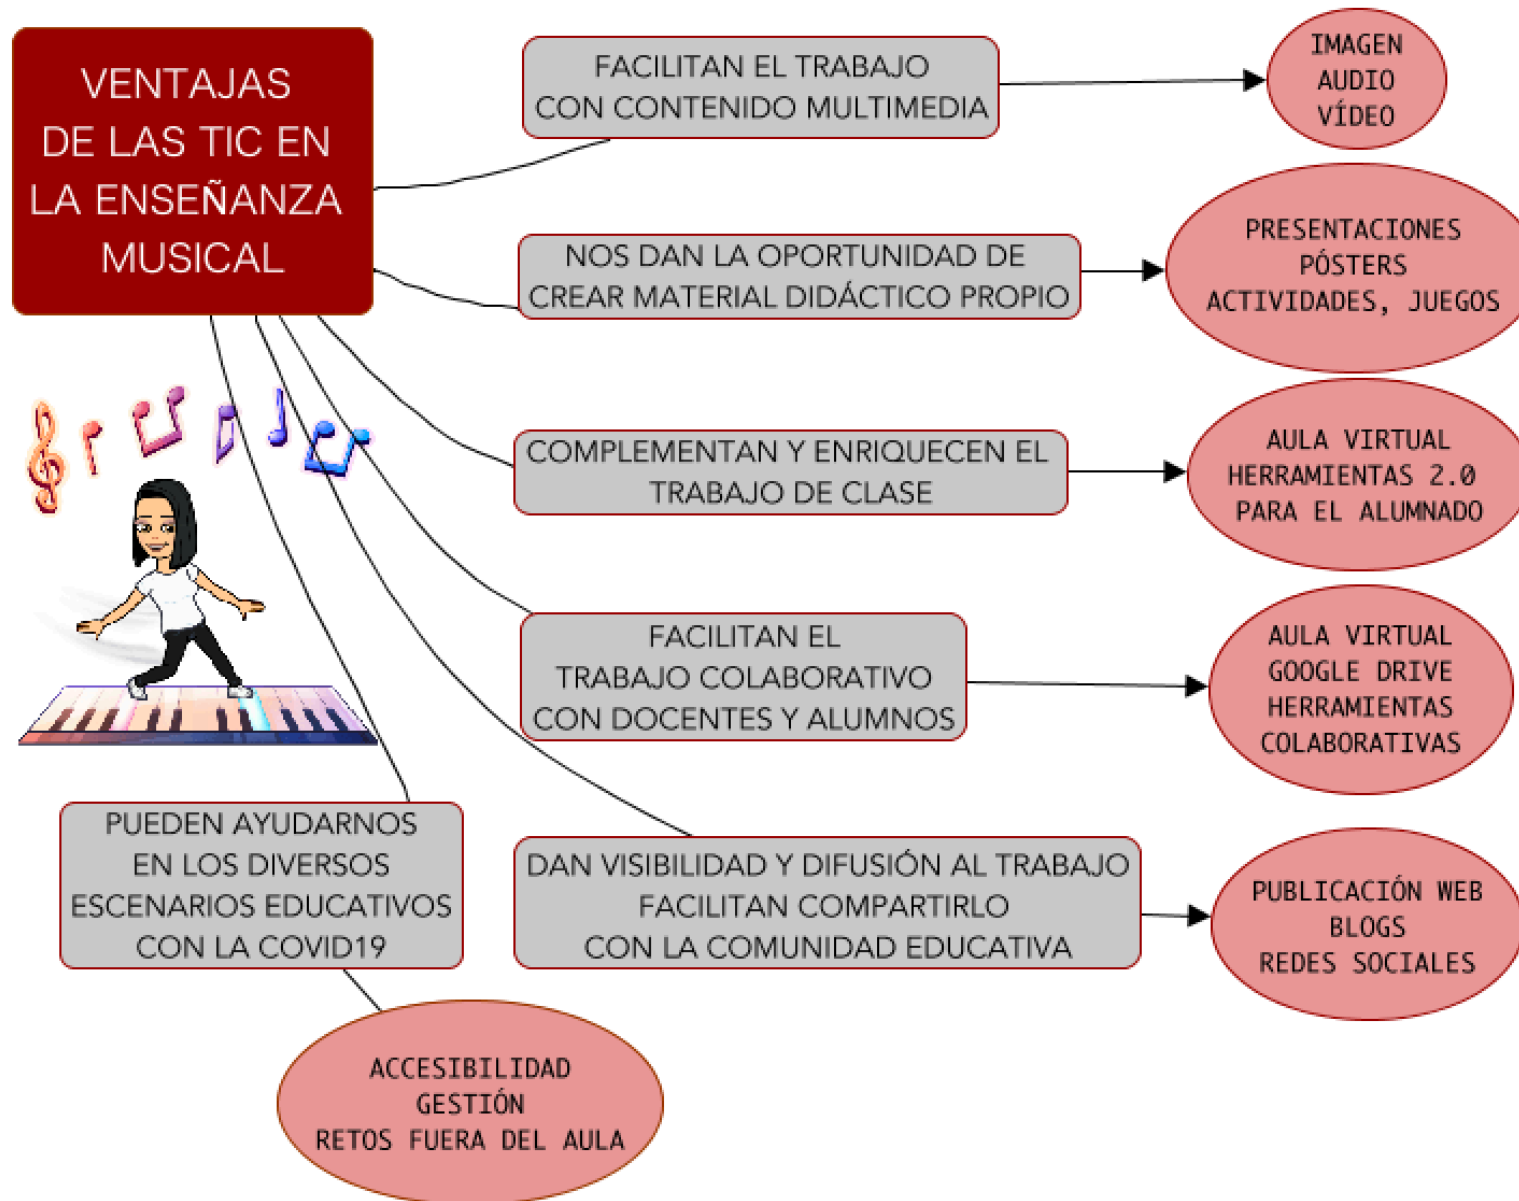 VENTAJAS
DE LAS TIC EN
LA ENSEÑANZA
MUSICAL
FACILITAN EL TRABAJO
CON CONTENIDO MULTIMEDIA
IMAGEN
AUDIO
VÍDEO
NOS DAN LA OPORTUNIDAD DE
CREAR MATERIAL DIDÁCTICO PROPIO
PRESENTACIONES
PÓSTERS
ACTIVIDADES, JUEGOS
COMPLEMENTAN Y ENRIQUECEN EL
TRABAJO DE CLASE
AULA VIRTUAL
HERRAMIENTAS 2.0
PARA EL ALUMNADO
FACILITAN EL
TRABAJO COLABORATIVO
CON DOCENTES Y ALUMNOS
AULA VIRTUAL
GOOGLE DRIVE
HERRAMIENTAS
COLABORATIVAS
DAN VISIBILIDAD Y DIFUSIÓN AL TRABAJO
FACILITAN COMPARTIRLO
CON LA COMUNIDAD EDUCATIVA
PUBLICACIÓN WEB
BLOGS
REDES SOCIALES
PUEDEN AYUDARNOS
EN LOS DIVERSOS
ESCENARIOS EDUCATIVOS
CON LA COVID19
ACCESIBILIDAD
GESTIÓN
RETOS FUERA DEL AULA